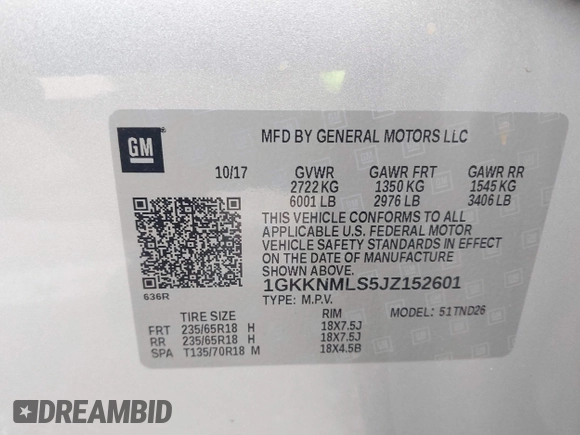 GM
MFD BY GENERAL MOTORS LLC
10/17 GVWR GAWR FRT GAWR RR
2722 KG 1350 KG 1545 KG
6001 LB 2976 LB 3406 LB
THIS VEHICLE CONFORMS TO ALL
APPLICABLE U.S. FEDERAL MOTOR
VEHICLE SAFETY STANDARDS IN EFFECT
ON THE DATE OF MANUFACTURE
SHOWN ABOVE.
1GKKNMLS5JZ152601
636R
TYPE: M.P.V. MODEL: 51TND26
TIRE SIZE RIM
FRT 235/65R18 H 18X7.5J
RR 235/65R18 H 18X7.5J
SPA T135/70R18 M 18X4.5B
DREAMBID